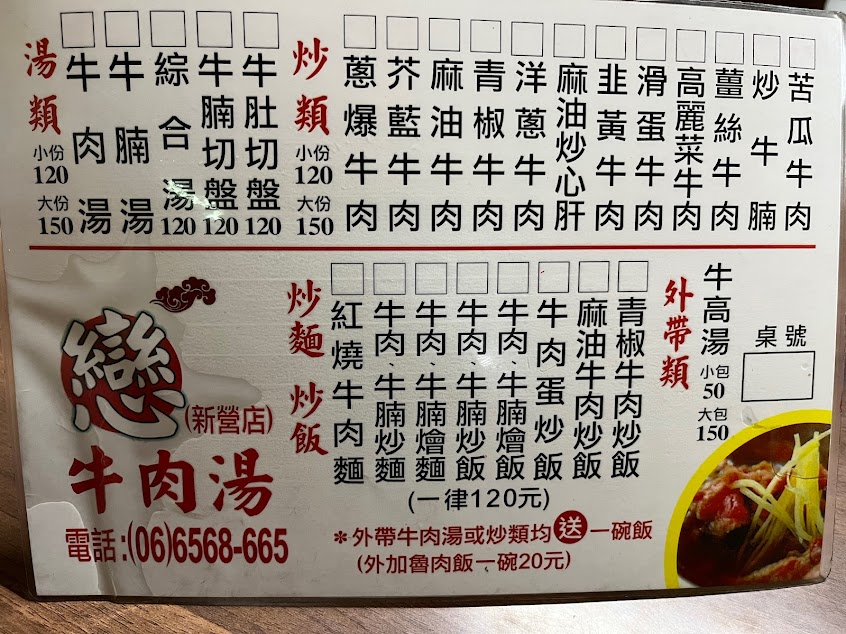 湯類
小份
120
大份
150
牛肉湯
牛腩湯
綜合湯120
牛腩切盤120
牛肚切盤120
炒類
小份
120
大份
150
蔥爆牛肉
芥藍牛肉
麻油牛肉
青椒牛肉
洋蔥牛肉
麻油炒心肝
韭黃牛肉
滑蛋牛肉
高麗菜牛肉
薑絲牛肉
炒牛腩
苦瓜牛肉
戀
(新營店)
牛肉湯
電話:(06)6568-665
炒麵 炒飯
紅燒牛肉麵
牛肉、牛腩炒麵
牛肉、牛腩燴麵
牛肉、牛腩炒飯
牛肉、牛腩燴飯
牛肉蛋炒飯
麻油牛肉炒飯
青椒牛肉炒飯
(一律120元)
*外帶牛肉湯或炒類均送一碗飯
(外加魯肉飯一碗20元)
外帶類
牛高湯
小包
50
大包
150
桌號